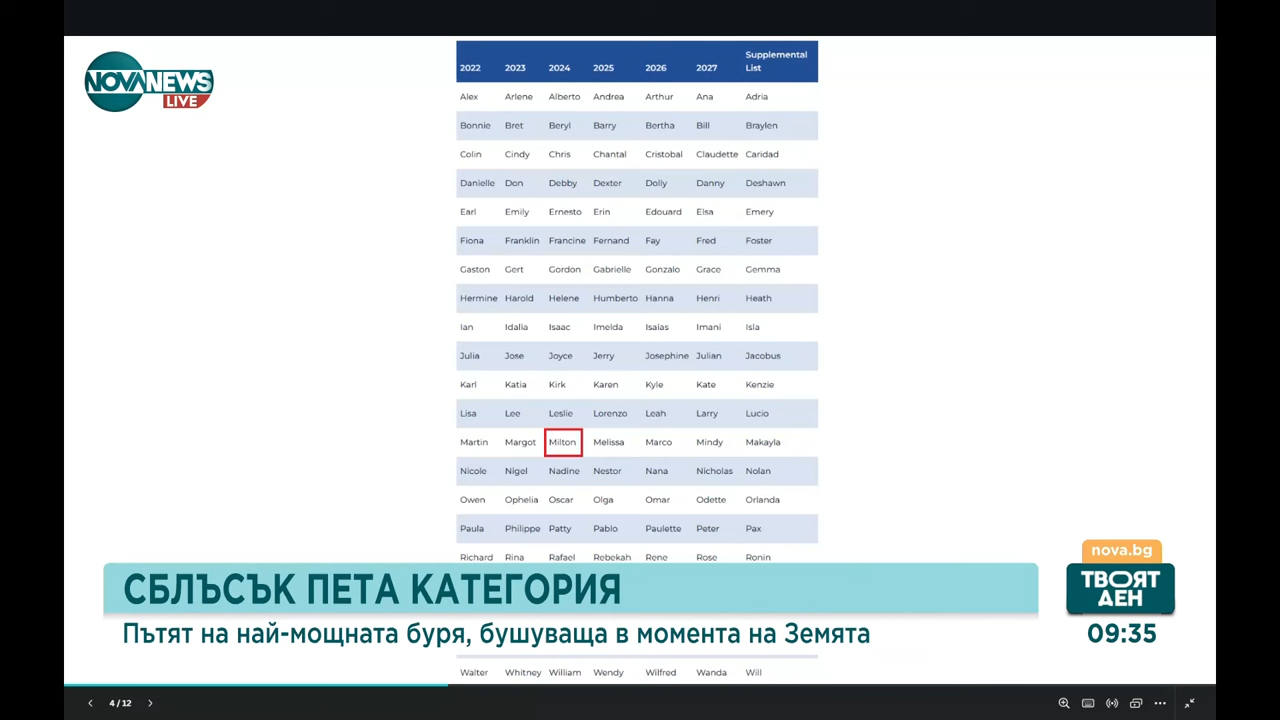 NOVANEWS
LIVE
2022 2023 2024 2025 2026 2027 Supplemental List
Alex Arlene Alberto Andrea Arthur Ana Adria
Bonnie Bret Beryl Barry Bertha Bill Braylen
Colin Cindy Chris Chantal Cristobal Claudette Caridad
Danielle Don Debby Dexter Dolly Danny Deshawn
Earl Emily Ernesto Erin Edouard Elsa Emery
Fiona Franklin Francine Fernand Fay Fred Foster
Gaston Gert Gordon Gabrielle Gonzalo Grace Gemma
Hermine Harold Helene Humberto Hanna Henri Heath
Ian Idalia Isaac Imelda Isaias Imani Isla
Julia Jose Joyce Jerry Josephine Julian Jacobus
Karl Katia Kirk Karen Kyle Kate Kenzie
Lisa Lee Leslie Lorenzo Leah Larry Lucio
Martin Margot Milton Melissa Marco Mindy Makayla
Nicole Nigel Nadine Nestor Nana Nicholas Nolan
Owen Ophelia Oscar Olga Omar Odette Orlanda
Paula Philippe Patty Pablo Paulette Peter Pax
Richard Rina Rafael Rebekah Rene Rose Ronin
nova.bg
СБЛЪСЪК ПЕТА КАТЕГОРИЯ
ТВОЯТ
ДЕН
Пътят на най-мощната буря, бушуваща в момента на Земята
09:35
Walter Whitney William Wendy Wilfred Wanda Will
4 / 12